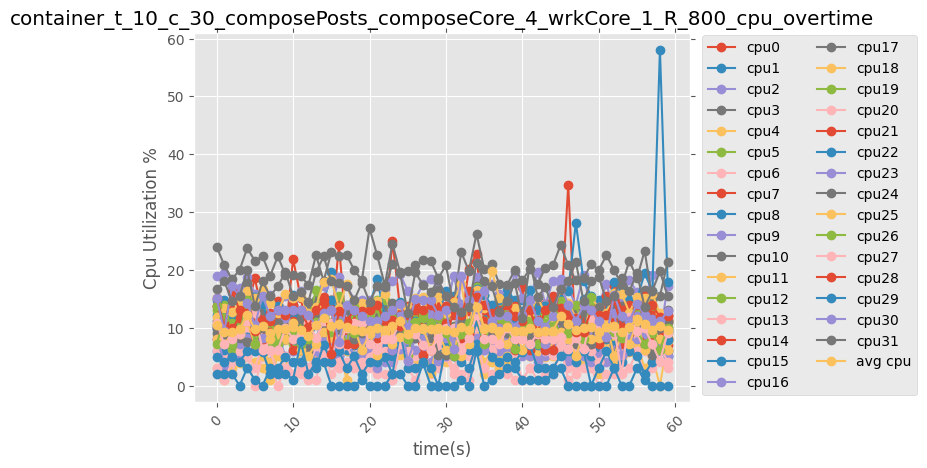 container_t_10_c_30_composePosts_composeCore_4_wrkCore_1_R_800_cpu_overtime
Cpu Utilization %
60
50
40
30
20
10
0
0
10
20
30
40
50
60
time(s)
cpu0
cpu1
cpu2
cpu3
cpu4
cpu5
cpu6
cpu7
cpu8
cpu9
cpu10
cpu11
cpu12
cpu13
cpu14
cpu15
cpu16
cpu17
cpu18
cpu19
cpu20
cpu21
cpu22
cpu23
cpu24
cpu25
cpu26
cpu27
cpu28
cpu29
cpu30
cpu31
avg cpu